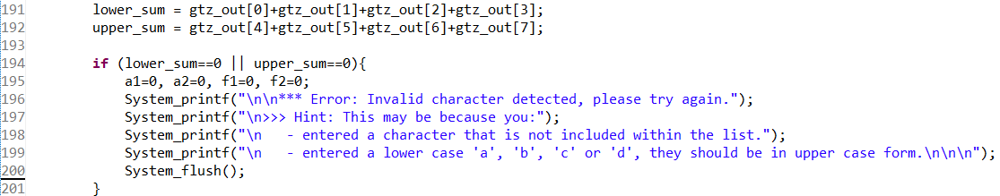 191 lower_sum = gtz_out[0]+gtz_out[1]+gtz_out[2]+gtz_out[3];
192 upper_sum = gtz_out[4]+gtz_out[5]+gtz_out[6]+gtz_out[7];
193
194 if (lower_sum==0 || upper_sum==0){
195 a1=0, a2=0, f1=0, f2=0;
196 System_printf("\n\n*** Error: Invalid character detected, please try again.");
197 System_printf("\n>>> Hint: This may be because you:");
198 System_printf("\n   - entered a character that is not included within the list.");
199 System_printf("\n   - entered a lower case 'a', 'b', 'c' or 'd', they should be in upper case form.\n\n\n");
200 System_flush();
201 }